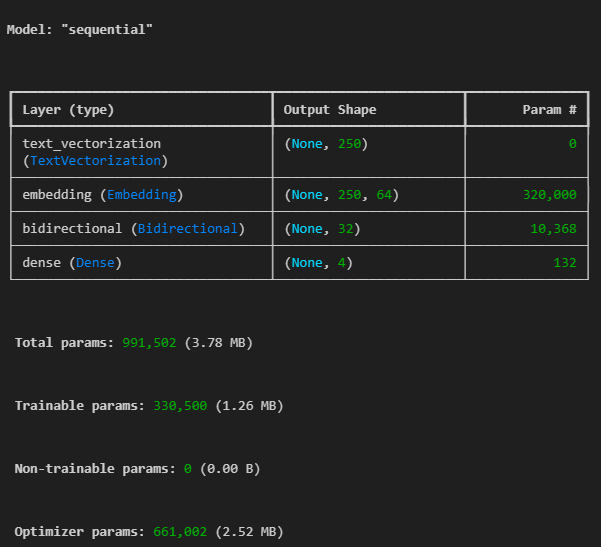 Model: "sequential"
Layer (type) Output Shape Param #
text_vectorization (None, 250) 0
(TextVectorization)
embedding (Embedding) (None, 250, 64) 320,000
bidirectional (Bidirectional) (None, 32) 10,368
dense (Dense) (None, 4) 132
Total params: 991,502 (3.78 MB)
Trainable params: 330,500 (1.26 MB)
Non-trainable params: 0 (0.00 B)
Optimizer params: 661,002 (2.52 MB)